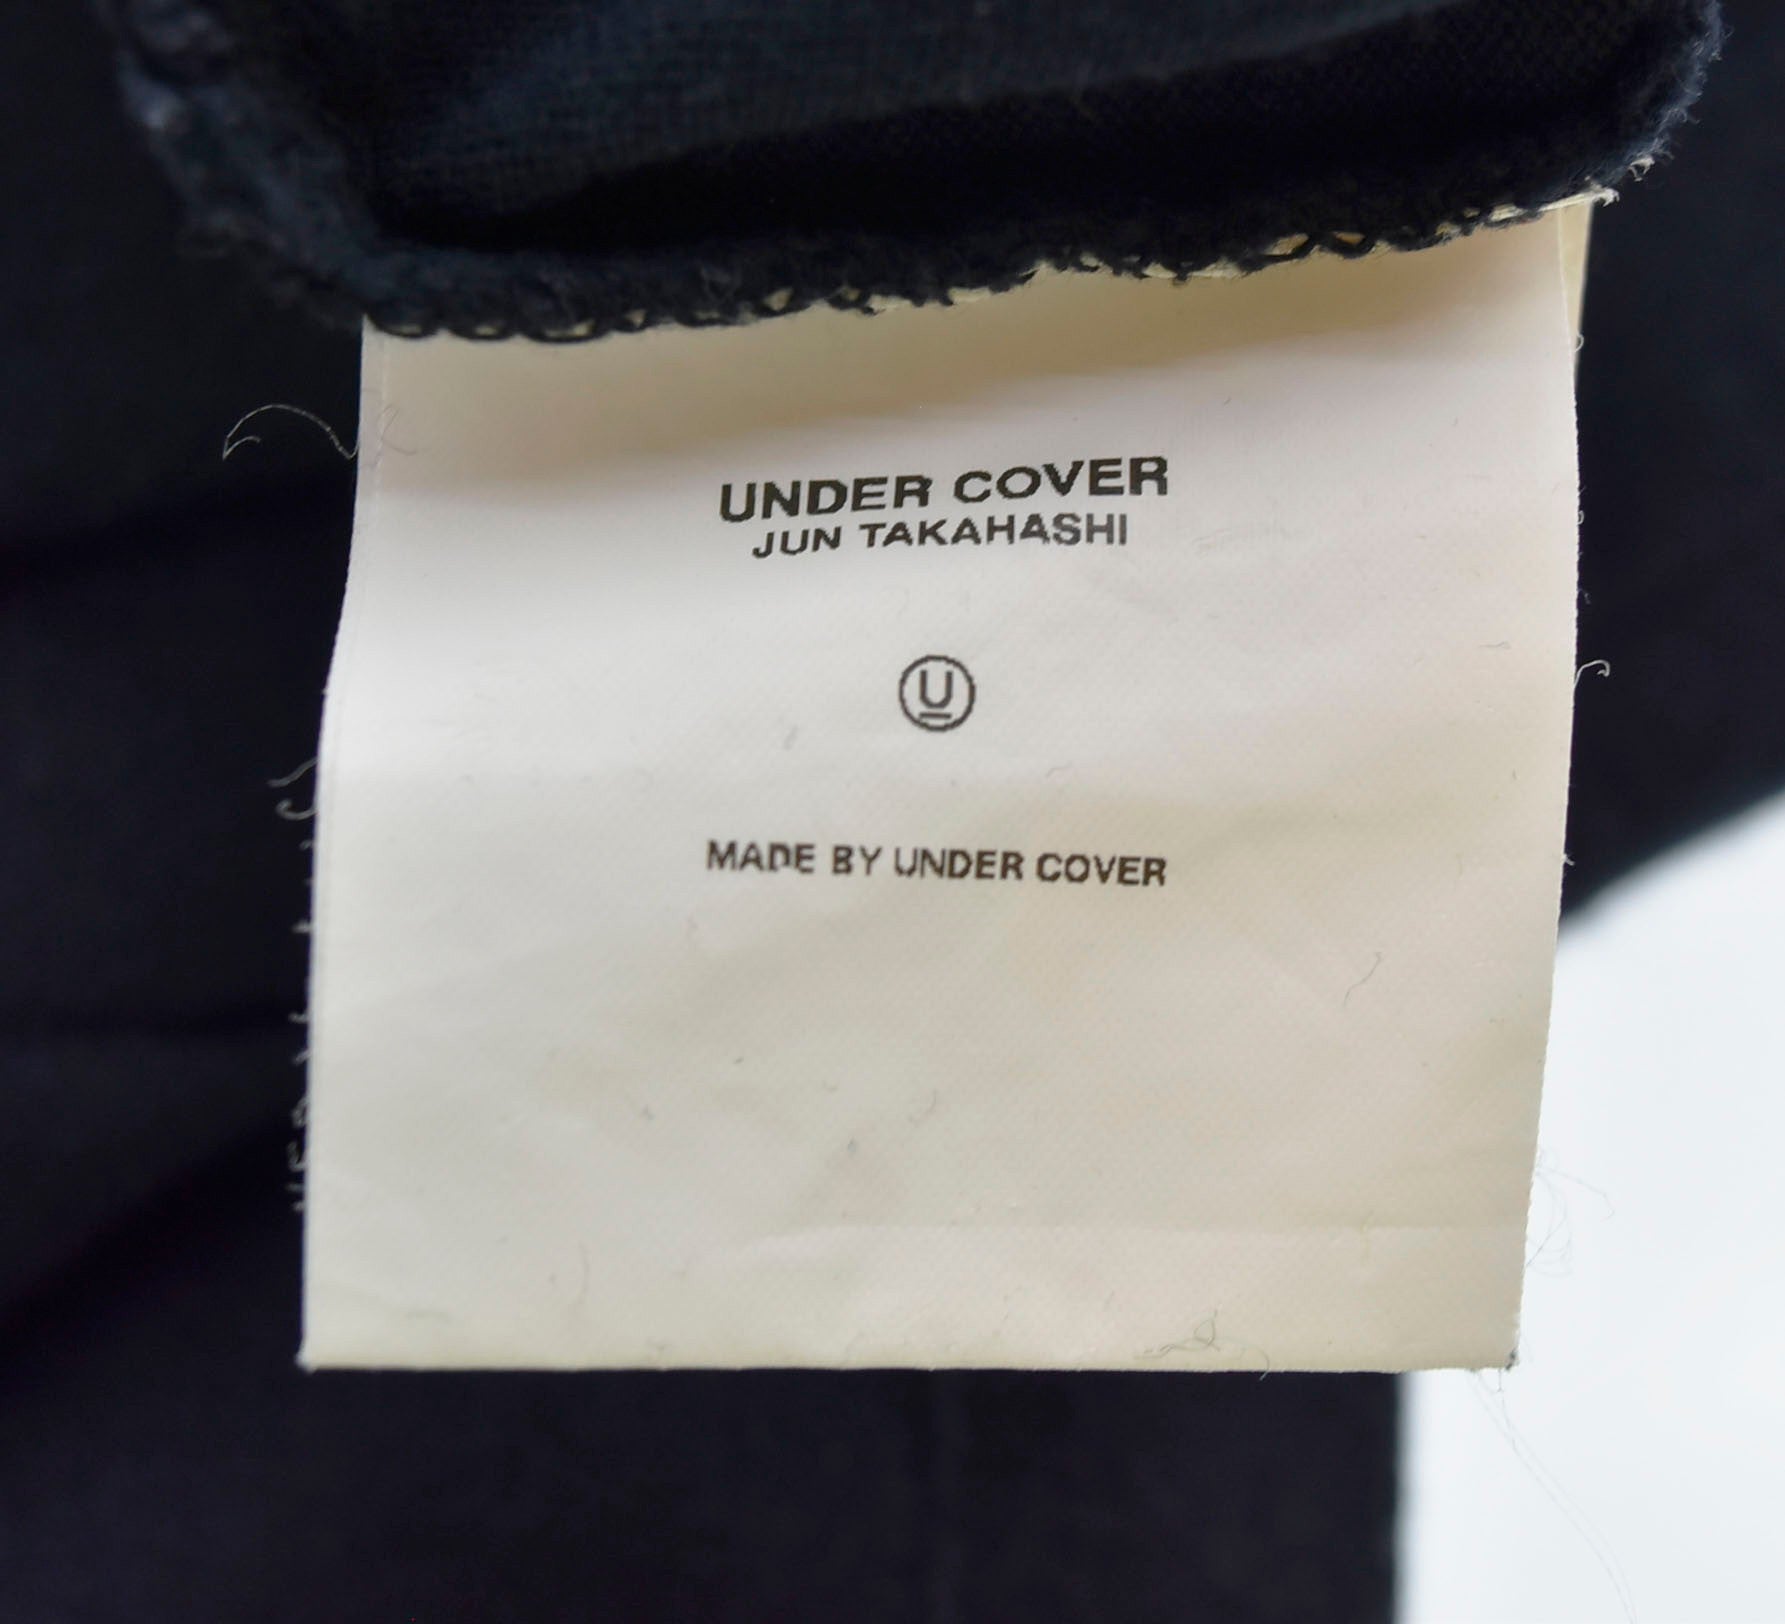 UNDER COVER
JUN TAKAHASHI
U
MADE BY UNDER COVER